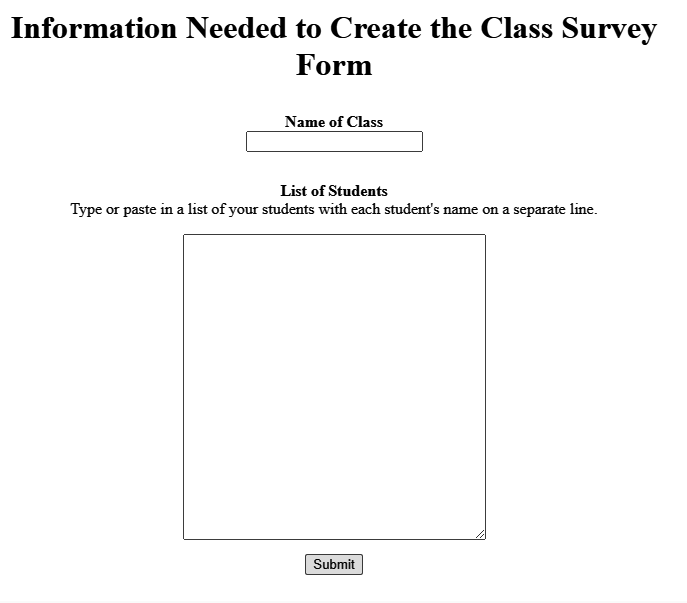 Information Needed to Create the Class Survey
Form
Name of Class
List of Students
Type or paste in a list of your students with each student's name on a separate line.
Submit